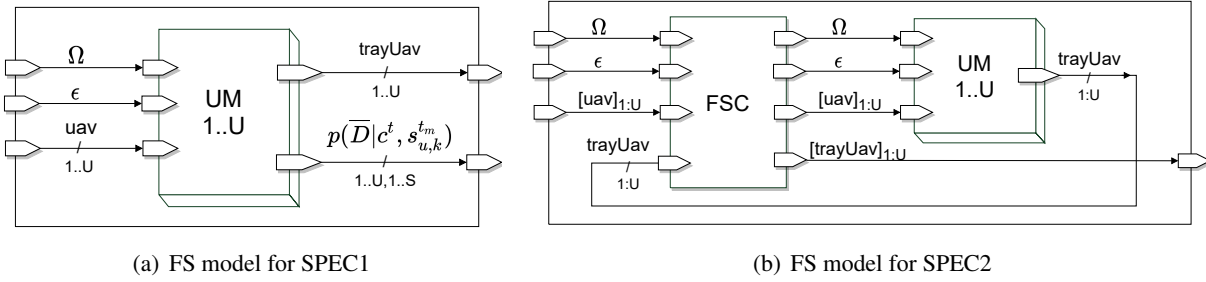 Ω
ϵ
uav
1..U
UM
1..U
trayUav
1..U
p(D̅|c^t, s_{u,k}^{t_m})
1..U,1..S
(a) FS model for SPEC1
Ω
ϵ
[uav]_{1:U}
trayUav
1:U
FSC
Ω
ϵ
[uav]_{1:U}
[trayUav]_{1:U}
UM
1..U
trayUav
1:U
(b) FS model for SPEC2